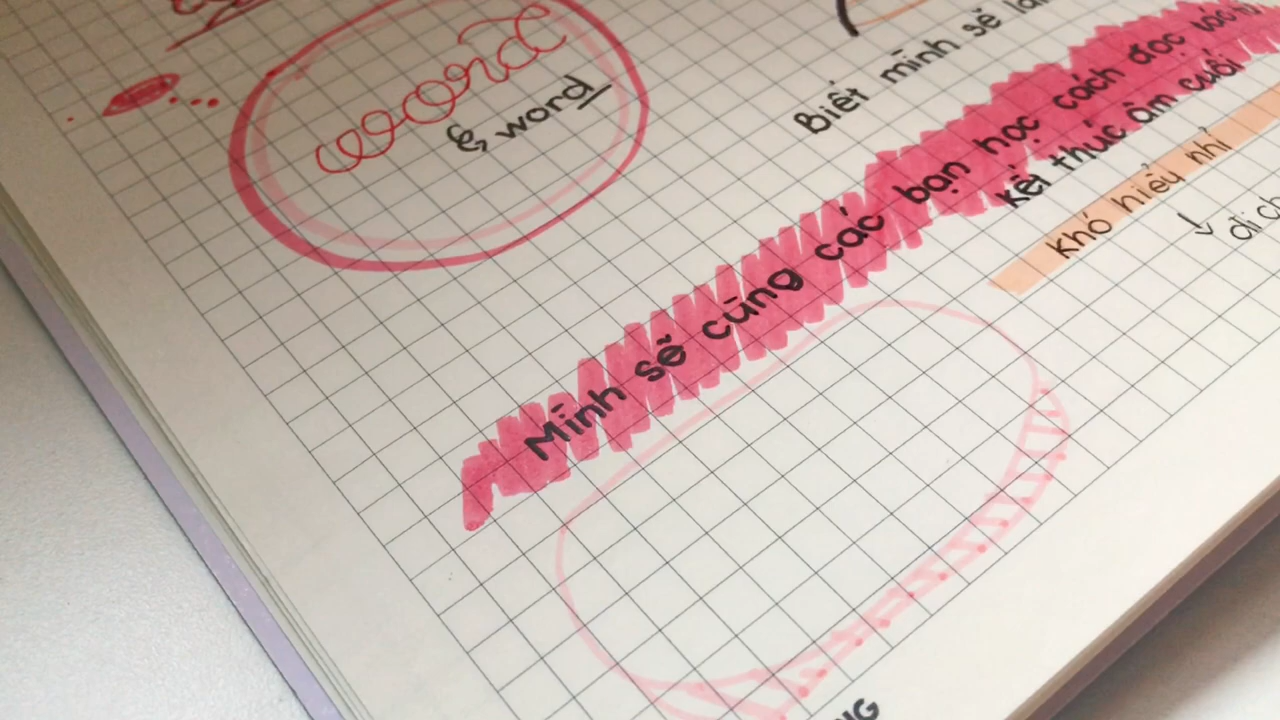 word
& word
Biết mình sẽ
Mình sẽ cùng các bạn học cách đọc
kết thúc âm cuối
khó hiểu nhỉ
↓ đi